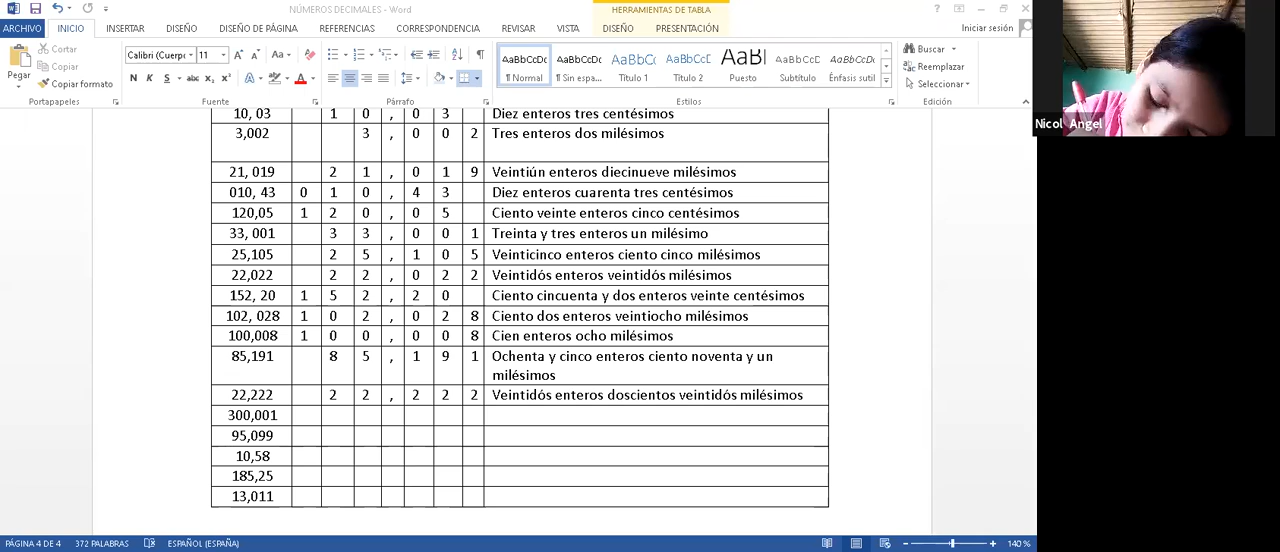 NÚMEROS DECIMALES - Word
HERRAMIENTAS DE TABLA
ARCHIVO INICIO INSERTAR DISEÑO DISEÑO DE PÁGINA REFERENCIAS CORRESPONDENCIA REVISAR VISTA DISEÑO PRESENTACIÓN Iniciar sesión
Pegar
Cortar
Copiar
Copiar formato
Portapapeles
Calibri (Cuerpo 11
Fuente
Párrafo
AaBbCcDc AaBbCcDc AaBbCc AaBbCcC AaBl AaBbCcC AaBbCcDc
¶ Normal ¶ Sin espa... Título 1 Título 2 Puesto Subtítulo Énfasis sutil
Estilos
Buscar
Reemplazar
Seleccionar
Edición
Nicol Angel
10, 03 1 0 , 0 3 Diez enteros tres centésimos
3,002 3 , 0 0 2 Tres enteros dos milésimos
21, 019 2 1 , 0 1 9 Veintiún enteros diecinueve milésimos
010, 43 0 1 0 , 4 3 Diez enteros cuarenta tres centésimos
120,05 1 2 0 , 0 5 Ciento veinte enteros cinco centésimos
33, 001 3 3 , 0 0 1 Treinta y tres enteros un milésimo
25,105 2 5 , 1 0 5 Veinticinco enteros ciento cinco milésimos
22,022 2 2 , 0 2 2 Veintidós enteros veintidós milésimos
152, 20 1 5 2 , 2 0 Ciento cincuenta y dos enteros veinte centésimos
102, 028 1 0 2 , 0 2 8 Ciento dos enteros veintiocho milésimos
100,008 1 0 0 , 0 0 8 Cien enteros ocho milésimos
85,191 8 5 , 1 9 1 Ochenta y cinco enteros ciento noventa y un
milésimos
22,222 2 2 , 2 2 2 Veintidós enteros doscientos veintidós milésimos
300,001
95,099
10,58
185,25
13,011
PÁGINA 4 DE 4 372 PALABRAS ESPAÑOL (ESPAÑA) 140 %